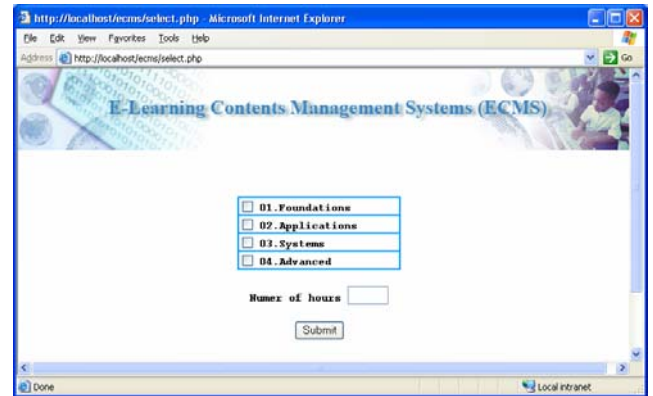 http://localhost/ecms/select.php - Microsoft Internet Explorer
File Edit View Favorites Tools Help
Address http://localhost/ecms/select.php Go
E-Learning Contents Management Systems (ECMS)
01.Foundations
02.Applications
03.Systems
04.Advanced
Numer of hours
Submit
Done Local intranet